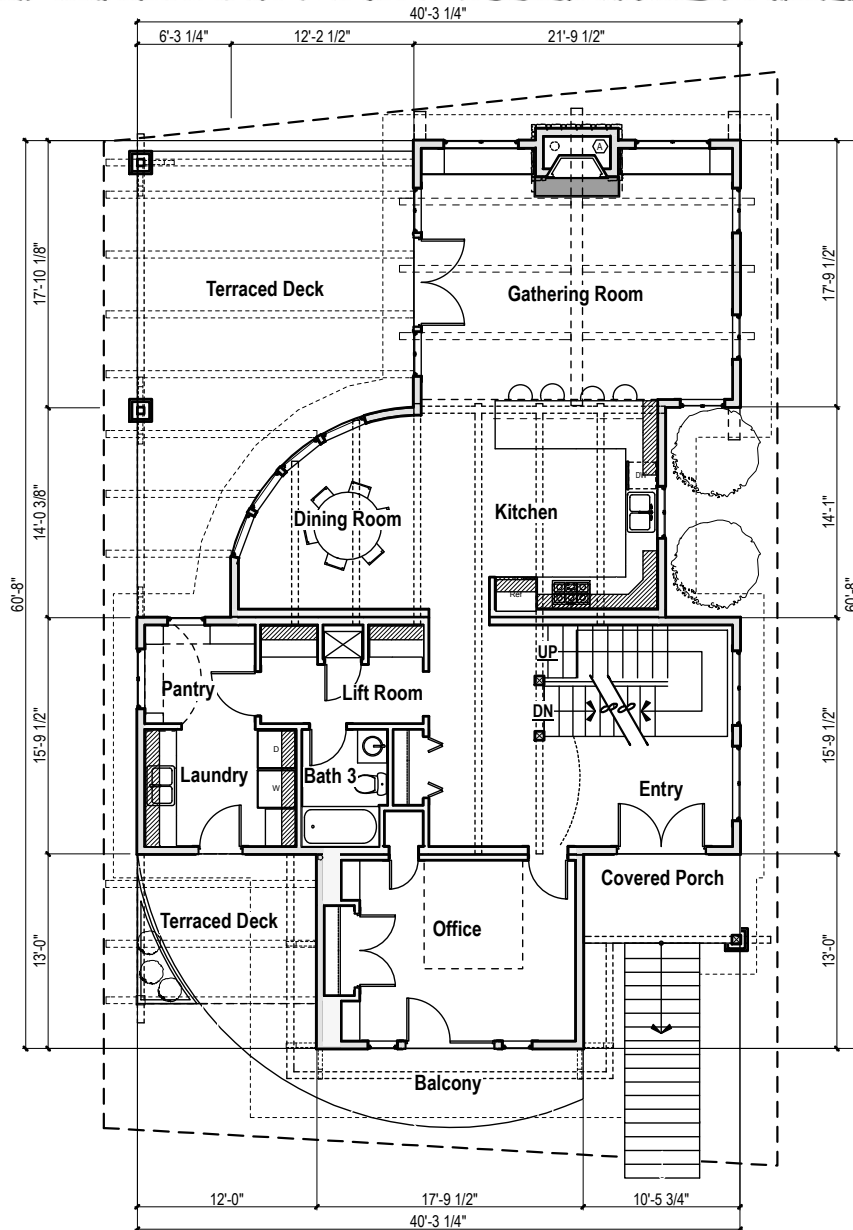 40'-3 1/4"
6'-3 1/4"
12'-2 1/2"
21'-9 1/2"
A
17'-10 1/8"
17'-9 1/2"
Terraced Deck
Gathering Room
DW
14'-0 3/8"
14'-1"
Dining Room
Kitchen
60'-8"
60'-8"
Ref
UP
Pantry
Lift Room
DN
15'-9 1/2"
15'-9 1/2"
D
Laundry
Bath 3
W
Entry
Covered Porch
Terraced Deck
Office
13'-0"
13'-0"
Balcony
12'-0"
17'-9 1/2"
10'-5 3/4"
40'-3 1/4"